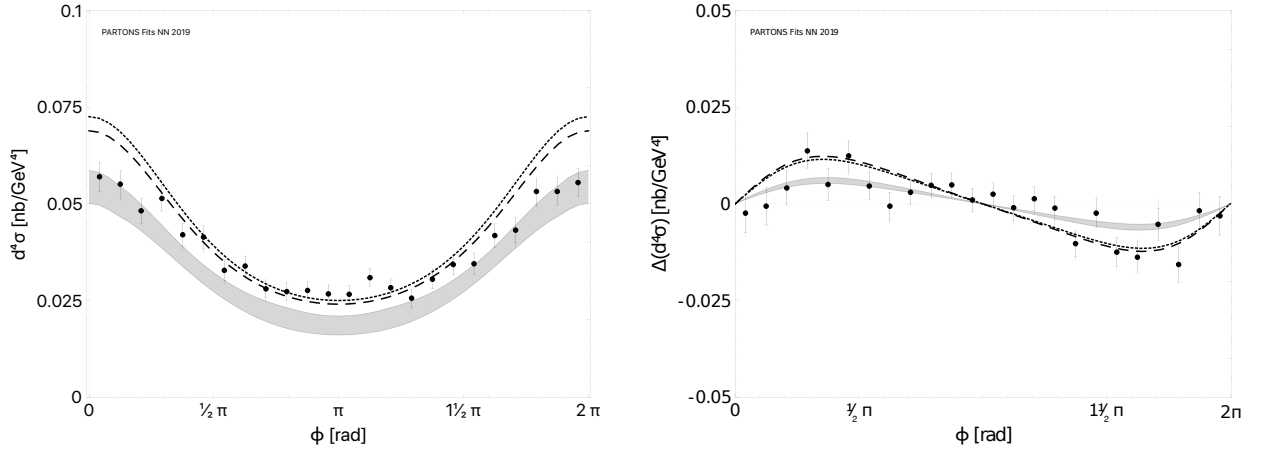 0.1
PARTONS Fits NN 2019
0.075
0.05
0.025
0
d⁴σ [nb/GeV⁴]
0 ½ π π 1½ π 2 π
ϕ [rad]
0.05
PARTONS Fits NN 2019
0.025
0
-0.025
-0.05
Δ(d⁴σ) [nb/GeV⁴]
0 ½ π 1½ π 2π
ϕ [rad]